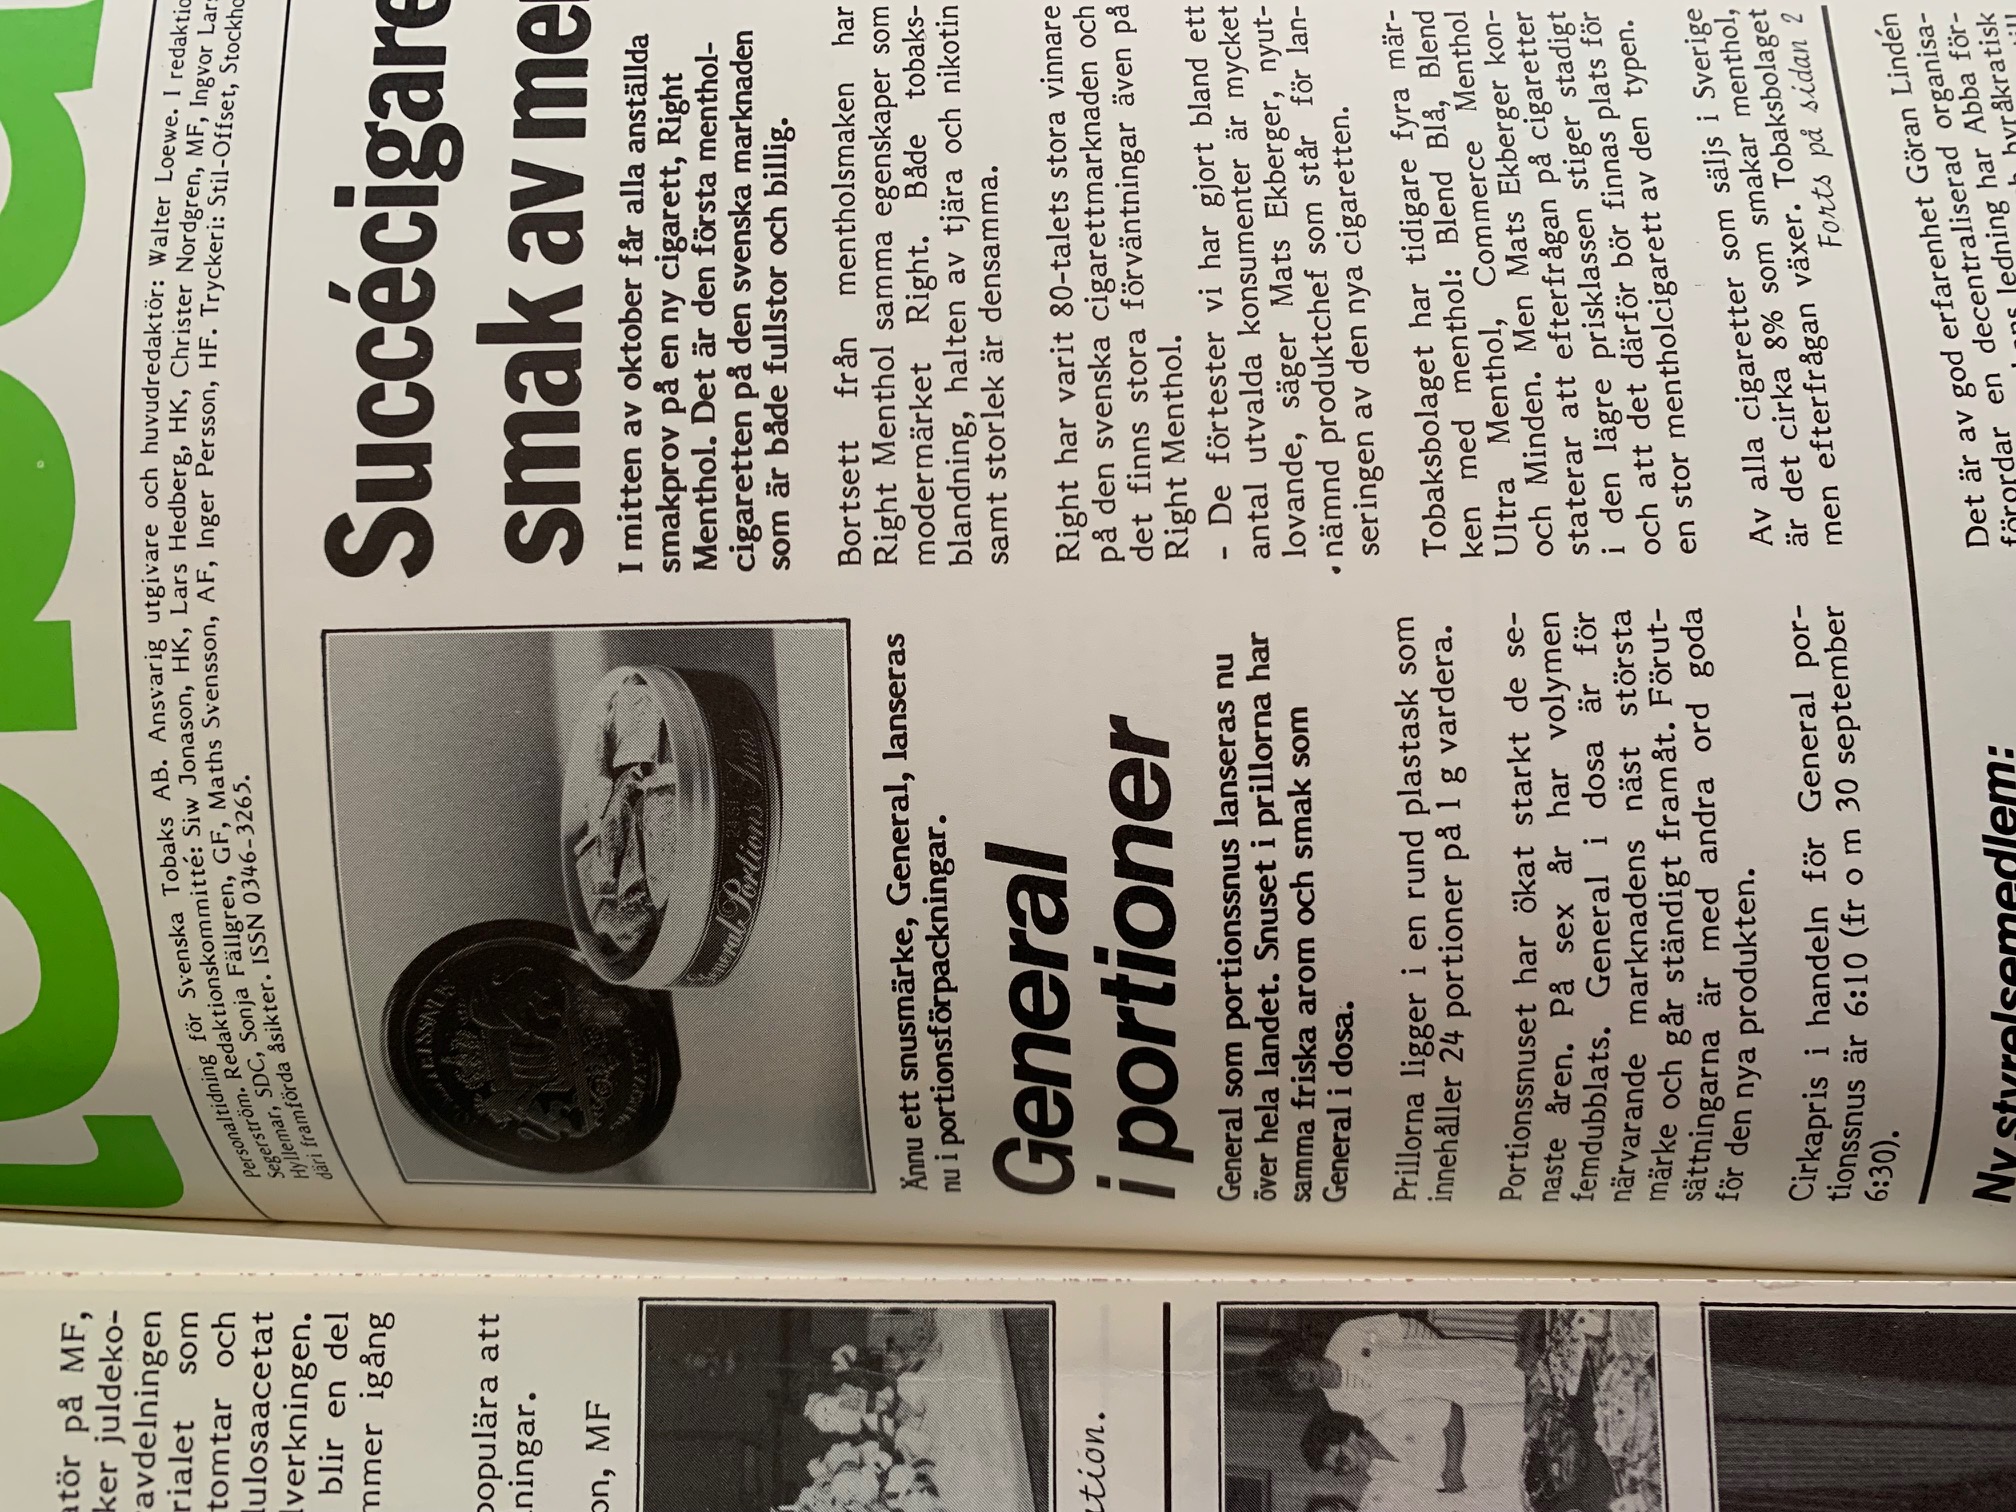 Personaltidning för Svenska Tobaks AB. Ansvarig utgivare och huvudredaktör: Walter Loewe. I
Segerström. Redaktionskommitté: Siw Jonason, HK, Lars Hedberg, HK, Christer Nordgren, MF, Ingvor
Hyllemar, SDC, Sonja Fällgren, GF, Maths Svensson, AF, Inger Persson, HF. Tryckeri: Stil-Offset,
däri framförda åsikter. ISSN 0346-3265.
General Portions Snus
Ännu ett snusmärke, General, lanseras
nu i portionsförpackningar.
General
i portioner
General som portionssnus lanseras nu
över hela landet. Snuset i prillorna har
samma friska arom och smak som
General i dosa.
Prillorna ligger i en rund plastask som
innehåller 24 portioner på 1 g vardera.
Portionssnuset har ökat starkt de se-
naste åren. På sex år har volymen
femdubblats. General i dosa är för
närvarande marknadens näst största
märke och går ständigt framåt. Förut-
sättningarna är med andra ord goda
för den nya produkten.
Cirkapris i handeln för General por-
tionssnus är 6:10 (fr o m 30 september
6:30).
Ny styrelsemedlem:
Succécigare
smak av me
I mitten av oktober får alla anställda
smakprov på en ny cigarett, Right
Menthol. Det är den första menthol-
cigaretten på den svenska marknaden
som är både fullstor och billig.
Bortsett från mentholsmaken har
Right Menthol samma egenskaper som
modermärket Right. Både tobaks-
blandning, halten av tjära och nikotin
samt storlek är densamma.
Right har varit 80-talets stora vinnare
på den svenska cigarettmarknaden och
det finns stora förväntningar även på
Right Menthol.
- De förtester vi har gjort bland ett
antal utvalda konsumenter är mycket
lovande, säger Mats Ekberger, nyut-
nämnd produktchef som står för lan-
seringen av den nya cigaretten.
Tobaksbolaget har tidigare fyra mär-
ken med menthol: Blend Blå, Blend
Ultra Menthol, Commerce Menthol
och Minden. Men Mats Ekberger kon-
staterar att efterfrågan på cigaretter
i den lägre prisklassen stiger stadigt
och att det därför bör finnas plats för
en stor mentholcigarett av den typen.
Av alla cigaretter som säljs i Sverige
är det cirka 8% som smakar menthol,
men efterfrågan växer. Tobaksbolaget
Forts på sidan 2
Det är av god erfarenhet Göran Lindén
förordar en decentraliserad organisa-
ledning har Abba för-
byråkratisk
ntör på MF,
ker juldeko-
avdelningen
rialet som
tomtar och
lulosaacetat
lverkningen.
blir en del
mmer igång
populära att
ningar.
on, MF
tion.